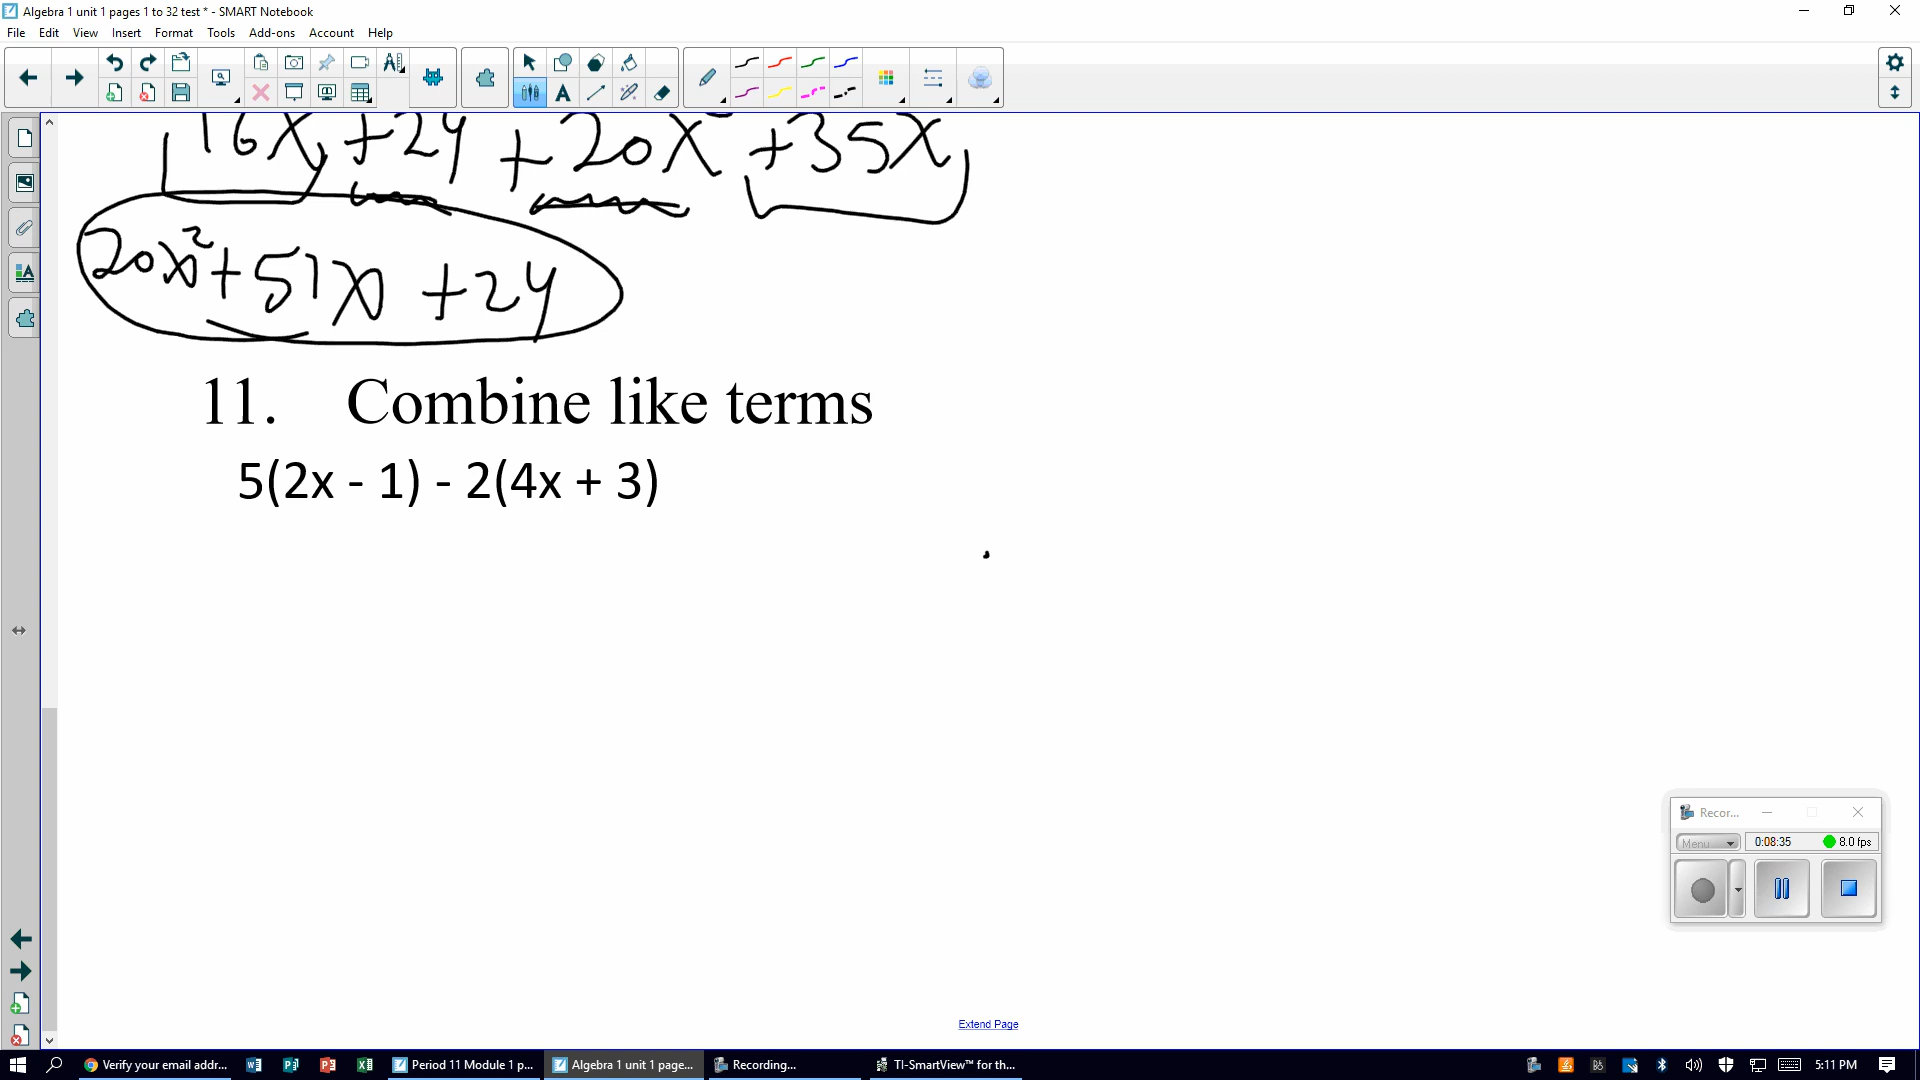 Algebra 1 unit 1 pages 1 to 32 test * - SMART Notebook
File Edit View Insert Format Tools Add-ons Account Help
16x + 24 + 20x² + 35x
20x² + 51x + 24
11. Combine like terms
5(2x - 1) - 2(4x + 3)
Recor...
Menu 0:08:35 8.0 fps
Extend Page
Verify your email addr... Period 11 Module 1 p... Algebra 1 unit 1 page... Recording... TI-SmartView™ for th... 5:11 PM